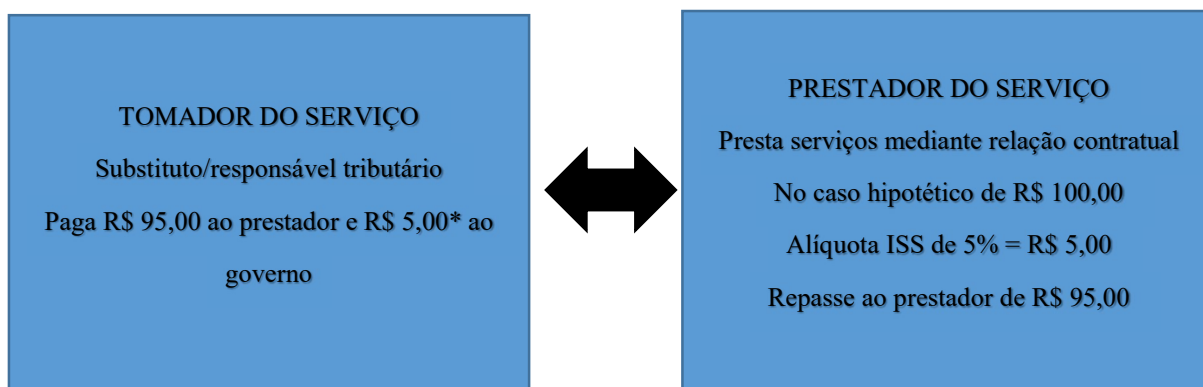 TOMADOR DO SERVIÇO
Substituto/responsável tributário
Paga R$ 95,00 ao prestador e R$ 5,00* ao
governo
PRESTADOR DO SERVIÇO
Presta serviços mediante relação contratual
No caso hipotético de R$ 100,00
Alíquota ISS de 5% = R$ 5,00
Repasse ao prestador de R$ 95,00